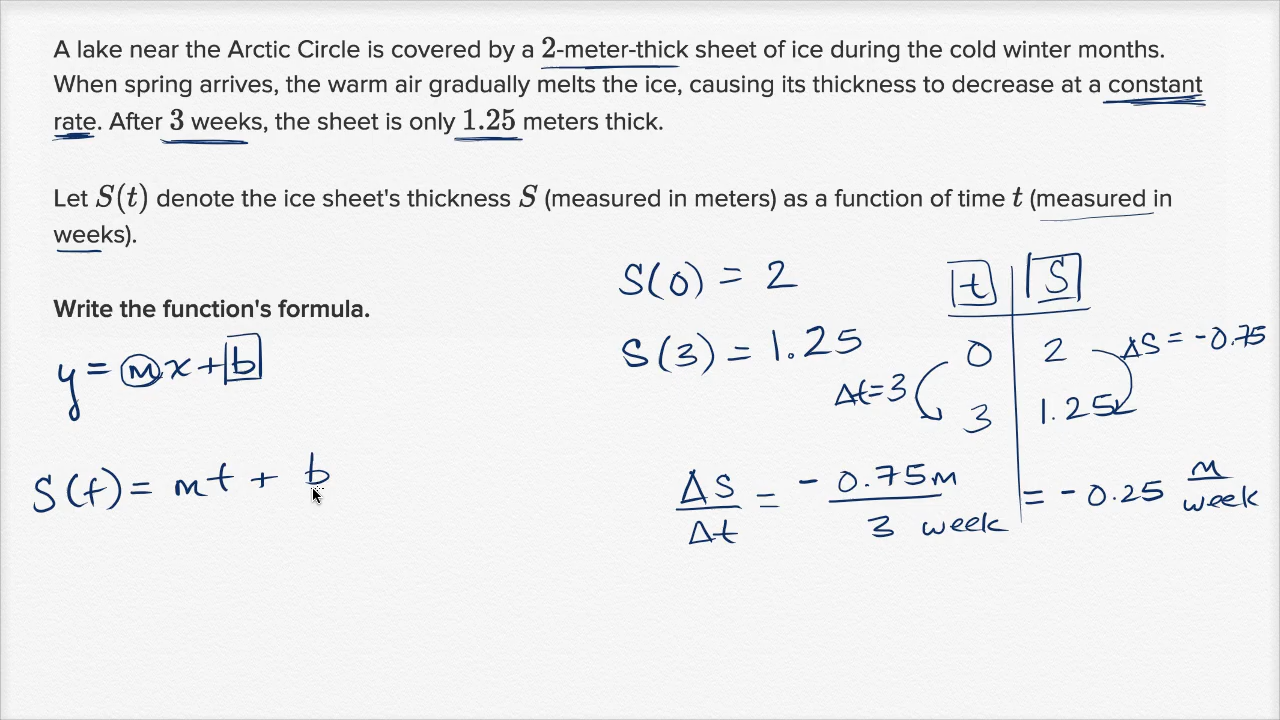 A lake near the Arctic Circle is covered by a 2-meter-thick sheet of ice during the cold winter months.
When spring arrives, the warm air gradually melts the ice, causing its thickness to decrease at a constant
rate. After 3 weeks, the sheet is only 1.25 meters thick.
Let S(t) denote the ice sheet's thickness S (measured in meters) as a function of time t (measured in
weeks).
Write the function's formula.
y = mx + b
S(t) = mt + b
S(0) = 2
S(3) = 1.25
t S
0 2
3 1.25
Δt=3
ΔS = -0.75
ΔS/Δt = -0.75m/3 week = -0.25 m/week